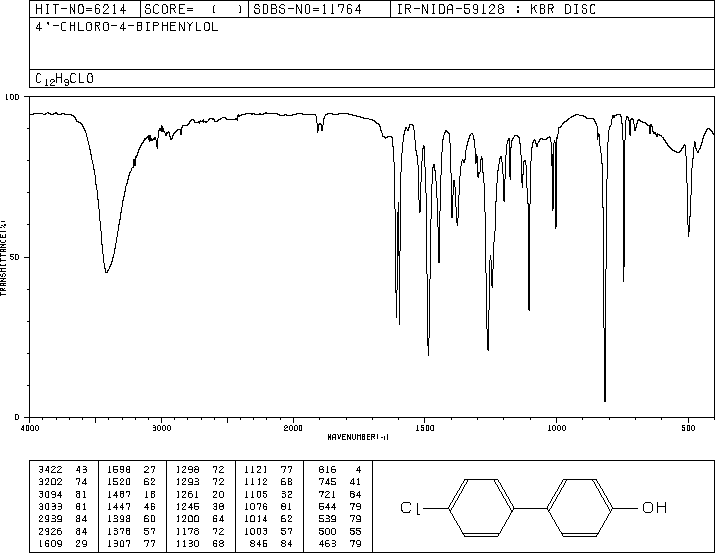 HIT-NO=6214 SCORE= ( ) SDBS-NO=11764 IR-NIDA-59128 : KBR DISC
4'-CHLORO-4-BIPHENYLOL
C12H9CLO
100
50
0
TRANSMITTANCE(%)
4000 3000 2000 1500 1000 500
WAVENUMBER(-1)
3422 43 1598 27 1298 72 1121 77 816 4
3202 74 1520 62 1293 72 1112 68 745 41
3094 81 1487 18 1261 20 1105 32 721 84
3033 81 1447 46 1245 38 1076 81 644 79
2939 84 1398 60 1200 64 1014 62 539 79
2926 84 1378 57 1178 72 1003 57 500 55
1609 29 1307 77 1130 68 846 84 463 79
Cl OH